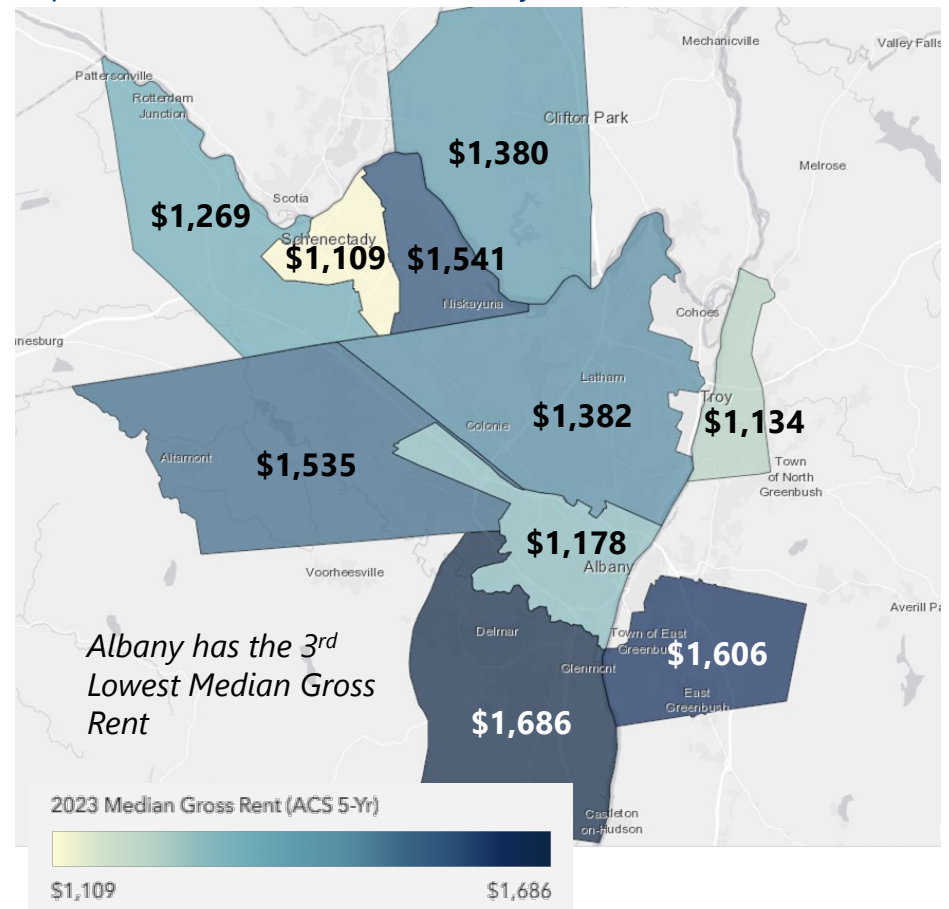 Mechanicville
Valley Falls
Pattersonville
Rotterdam
Junction
Clifton Park
$1,380
Melrose
Scotia
$1,269
Schenectady
$1,109
$1,541
Niskayuna
Cohoes
nesburg
Latham
Troy
Colonie
$1,382
$1,134
Altamont
$1,535
Town
of North
Greenbush
$1,178
Albany
Voorheesville
Averill Pa
Delmar
Town of East
Greenbu
$1,606
Glenmont
East
Greenbush
Albany has the 3rd
Lowest Median Gross
Rent
$1,686
2023 Median Gross Rent (ACS 5-Yr)
Castleton
on-Hudson
$1,109
$1,686